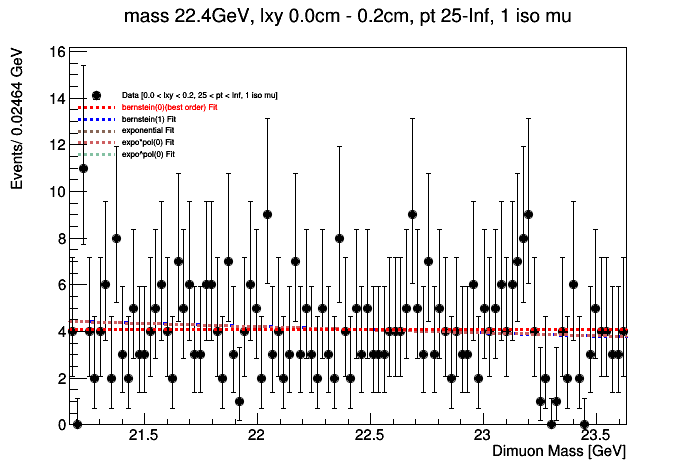 mass 22.4GeV, lxy 0.0cm - 0.2cm, pt 25-Inf, 1 iso mu
Events/ 0.02464 GeV
16
14
12
10
8
6
4
2
0
Data [0.0 < lxy < 0.2, 25 < pt < Inf, 1 iso mu]
bernstein(0)(best order) Fit
bernstein(1) Fit
exponential Fit
expo*pol(0) Fit
expo^pol(0) Fit
21.5 22 22.5 23 23.5
Dimuon Mass [GeV]